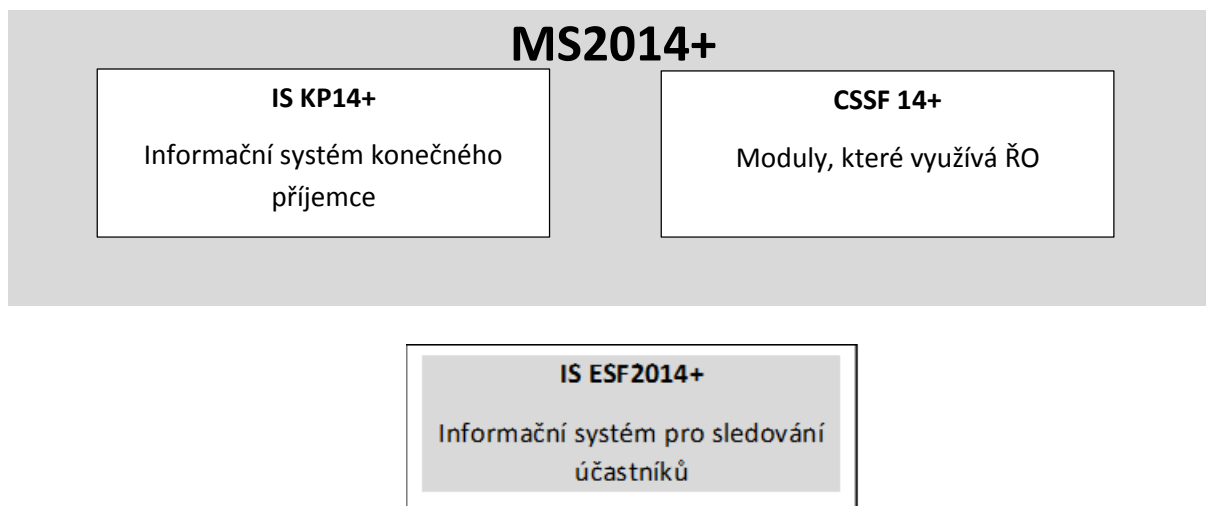 MS2014+
IS KP14+
Informační systém konečného
příjemce
CSSF 14+
Moduly, které využívá ŘO
IS ESF2014+
Informační systém pro sledování
účastníků